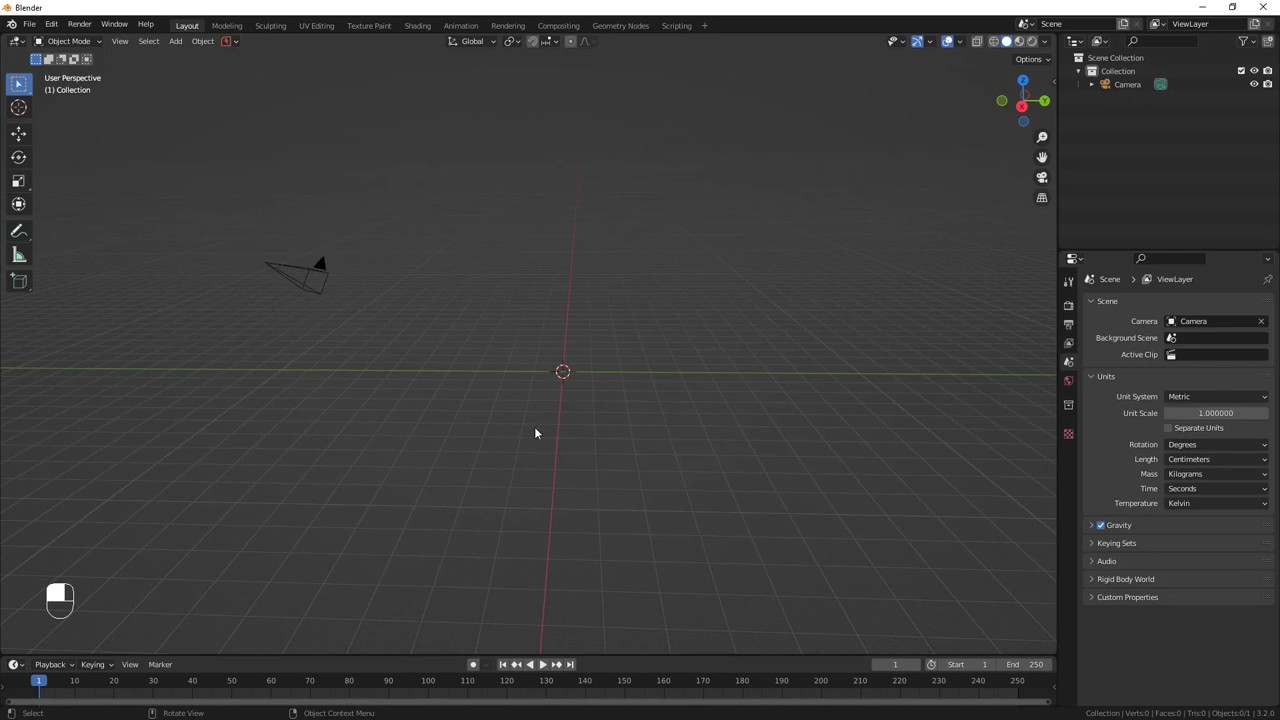 Blender
File Edit Render Window Help Layout Modeling Sculpting UV Editing Texture Paint Shading Animation Rendering Compositing Geometry Nodes Scripting + Scene ViewLayer
Object Mode View Select Add Object Global
Options
User Perspective
(1) Collection
Z
Y
X
Scene Collection
Collection
Camera
Scene ViewLayer
Scene
Camera Camera
Background Scene
Active Clip
Units
Unit System Metric
Unit Scale 1.000000
Separate Units
Rotation Degrees
Length Centimeters
Mass Kilograms
Time Seconds
Temperature Kelvin
Gravity
Keying Sets
Audio
Rigid Body World
Custom Properties
Playback Keying View Marker 1 Start 1 End 250
1 10 20 30 40 50 60 70 80 90 100 110 120 130 140 150 160 170 180 190 200 210 220 230 240 250
Select Rotate View Object Context Menu Collection | Verts:0 | Faces:0 | Tris:0 | Objects:0/1 | 3.2.0